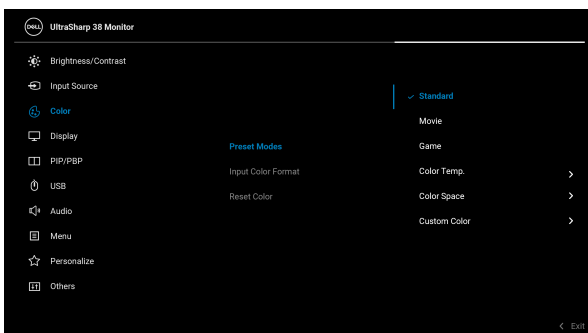 DELL UltraSharp 38 Monitor
Brightness/Contrast
Input Source
Color
Display
PIP/PBP
USB
Audio
Menu
Personalize
Others
Preset Modes
Input Color Format
Reset Color
Standard
Movie
Game
Color Temp.
Color Space
Custom Color
Exit